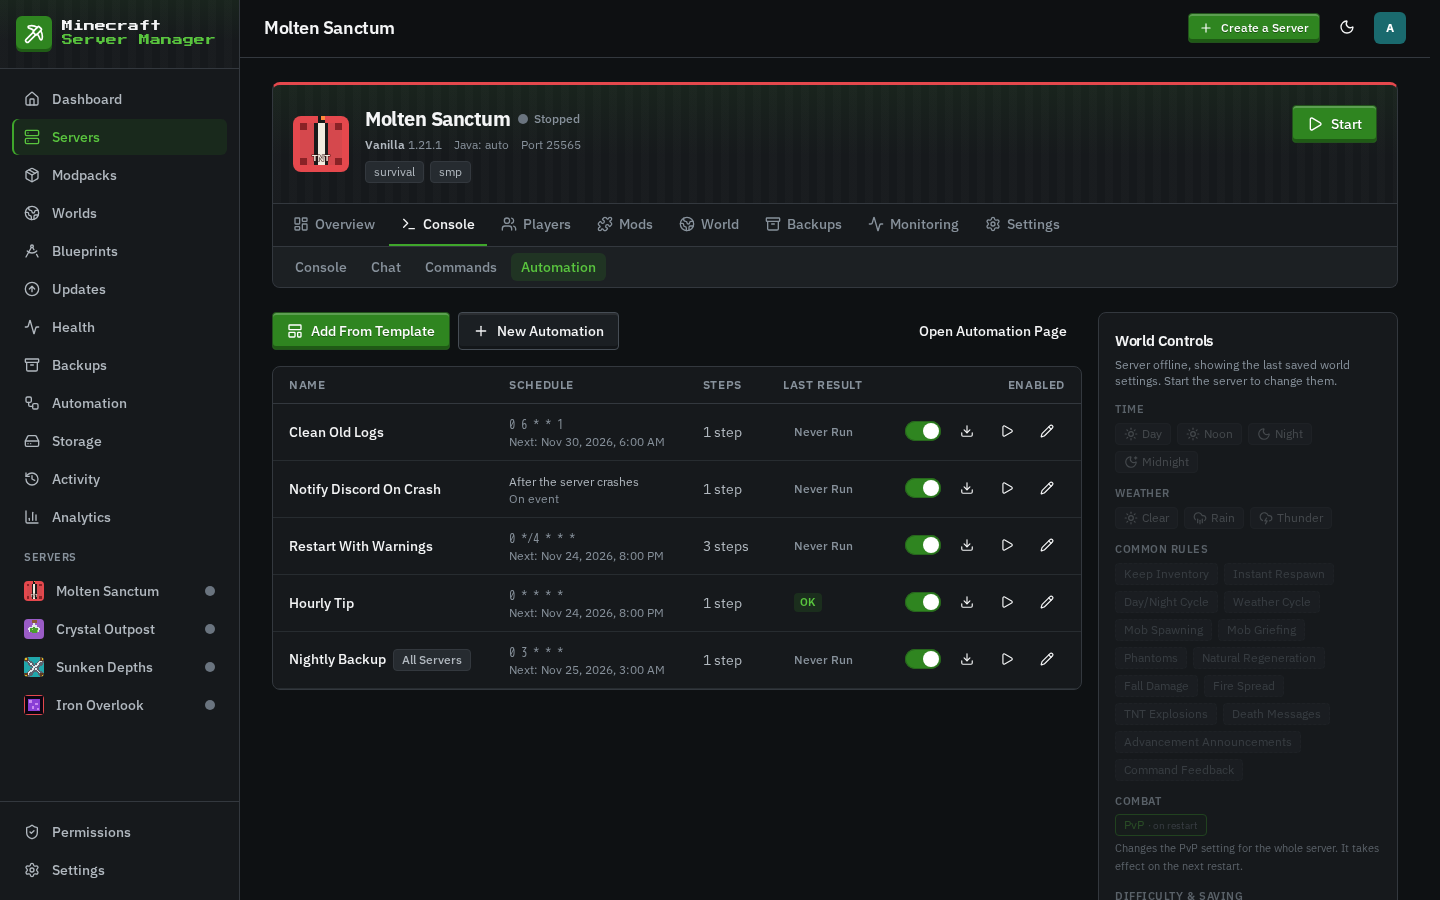 Minecraft
Server Manager
Dashboard
Servers
Modpacks
Worlds
Blueprints
Updates
Health
Backups
Automation
Storage
Activity
Analytics
SERVERS
Molten Sanctum
Crystal Outpost
Sunken Depths
Iron Overlook
Permissions
Settings
Molten Sanctum
Create a Server
A
TNT
Molten Sanctum
Stopped
Vanilla 1.21.1 Java: auto Port 25565
survival smp
Start
Overview Console Players Mods World Backups Monitoring Settings
Console Chat Commands Automation
Add From Template New Automation Open Automation Page
NAME SCHEDULE STEPS LAST RESULT ENABLED
Clean Old Logs
0 6 * * 1
Next: Nov 30, 2026, 6:00 AM
1 step
Never Run
Notify Discord On Crash
After the server crashes
On event
1 step
Never Run
Restart With Warnings
0 */4 * * *
Next: Nov 24, 2026, 8:00 PM
3 steps
Never Run
Hourly Tip
0 * * * *
Next: Nov 24, 2026, 8:00 PM
1 step
OK
Nightly Backup All Servers
0 3 * * *
Next: Nov 25, 2026, 3:00 AM
1 step
Never Run
World Controls
Server offline, showing the last saved world
settings. Start the server to change them.
TIME
Day Noon Night
Midnight
WEATHER
Clear Rain Thunder
COMMON RULES
Keep Inventory Instant Respawn
Day/Night Cycle Weather Cycle
Mob Spawning Mob Griefing
Phantoms Natural Regeneration
Fall Damage Fire Spread
TNT Explosions Death Messages
Advancement Announcements
Command Feedback
COMBAT
PvP · on restart
Changes the PvP setting for the whole server. It takes
effect on the next restart.
DIFFICULTY & SAVING